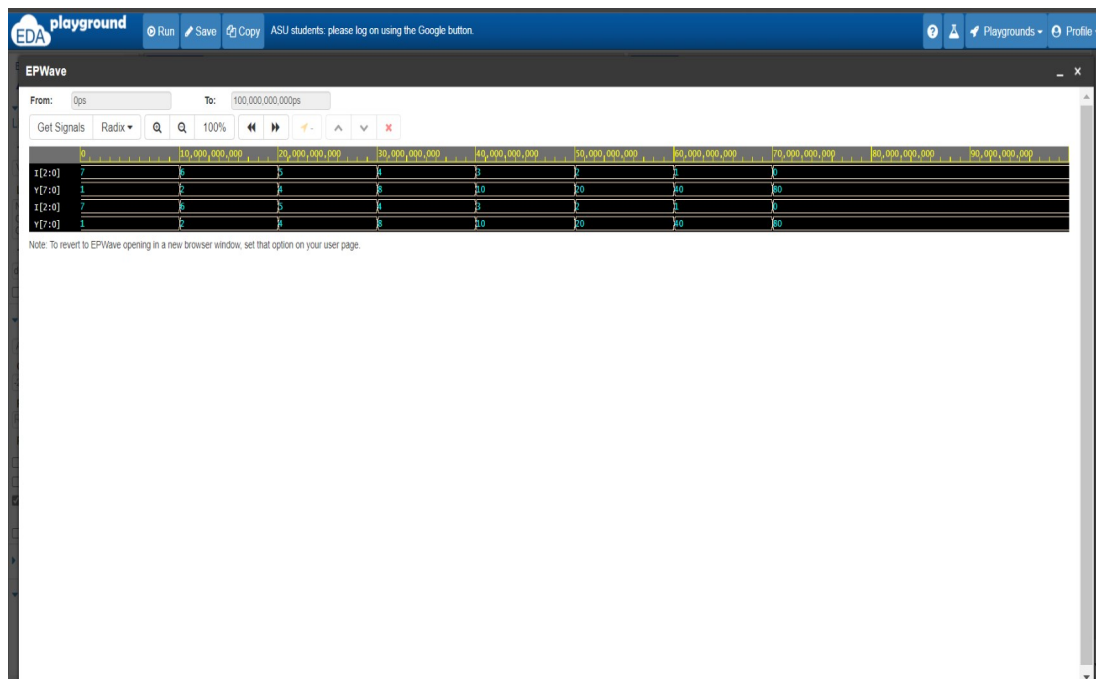 EDA playground Run Save Copy ASU students: please log on using the Google button. ? Playgrounds Profile
EPWave _ x
From: 0ps To: 100,000,000,000ps
Get Signals Radix 100% x
0 10,000,000,000 20,000,000,000 30,000,000,000 40,000,000,000 50,000,000,000 60,000,000,000 70,000,000,000 80,000,000,000 90,000,000,000
I[2:0] 7 6 5 4 3 2 1 0
Y[7:0] 1 2 4 8 10 20 40 80
I[2:0] 7 6 5 4 3 2 1 0
Y[7:0] 1 2 4 8 10 20 40 80
Note: To revert to EPWave opening in a new browser window, set that option on your user page.